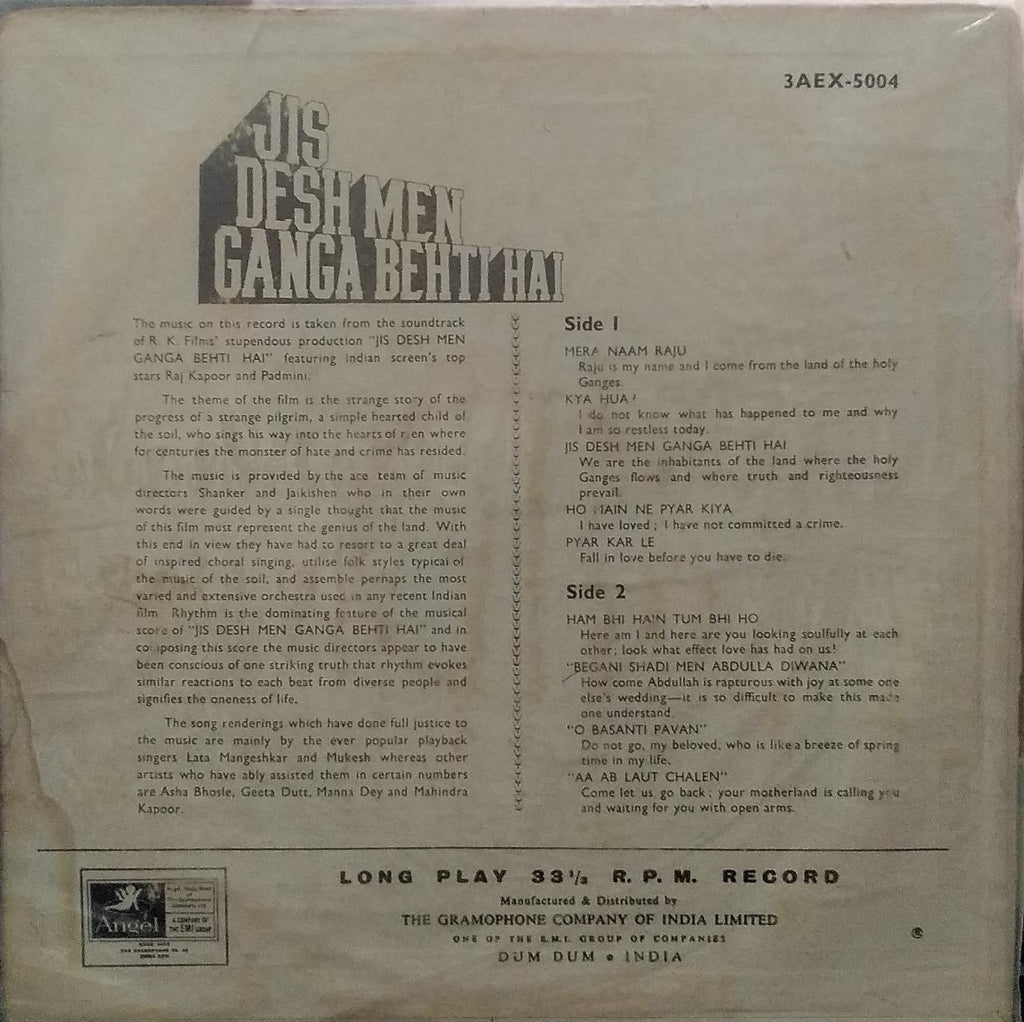 3AEX-5004
JIS
DESH MEN
GANGA BEHTI HAI
The music on this record is taken from the soundtrack
of R. K. Films' stupendous production "JIS DESH MEN
GANGA BEHTI HAI" featuring Indian screen's top
stars Raj Kapoor and Padmini.
The theme of the film is the strange story of the
progress of a strange pilgrim, a simple hearted child of
the soil, who sings his way into the hearts of men where
for centuries the monster of hate and crime has resided.
The music is provided by the ace team of music
directors Shanker and Jaikishen who in their own
words were guided by a single thought that the music
of this film must represent the genius of the land. With
this end in view they have had to resort to a great deal
of inspired choral singing, utilise folk styles typical of
the music of the soil, and assemble perhaps the most
varied and extensive orchestra used in any recent Indian
film. Rhythm is the dominating feature of the musical
score of "JIS DESH MEN GANGA BEHTI HAI" and in
composing this score the music directors appear to have
been conscious of one striking truth that rhythm evokes
similar reactions to each beat from diverse people and
signifies the oneness of life.
The song renderings which have done full justice to
the music are mainly by the ever popular playback
singers Lata Mangeshkar and Mukesh whereas other
artists who have ably assisted them in certain numbers
are Asha Bhosle, Geeta Dutt, Manna Dey and Mahindra
Kapoor.
Side 1
MERA NAAM RAJU
Raju is my name and I come from the land of the holy
Ganges.
KYA HUA?
I do not know what has happened to me and why
I am so restless today.
JIS DESH MEN GANGA BEHTI HAI
We are the inhabitants of the land where the holy
Ganges flows and where truth and righteousness
prevail.
HO MAIN NE PYAR KIYA
I have loved; I have not committed a crime.
PYAR KAR LE
Fall in love before you have to die.
Side 2
HAM BHI HAIN TUM BHI HO
Here am I and here are you looking soulfully at each
other; look what effect love has had on us!
"BEGANI SHADI MEN ABDULLA DIWANA"
How come Abdullah is rapturous with joy at some one
else's wedding—it is so difficult to make this made
one understand.
"O BASANTI PAVAN"
Do not go, my beloved, who is like a breeze of spring
time in my life.
"AA AB LAUT CHALEN"
Come let us go back; your motherland is calling you
and waiting for you with open arms.
LONG PLAY 33⅓ R. P. M. RECORD
Manufactured & Distributed by
THE GRAMOPHONE COMPANY OF INDIA LIMITED
ONE OF THE E.M.I. GROUP OF COMPANIES
DUM DUM • INDIA
Angel
A COMPANY OF
THE EMI GROUP